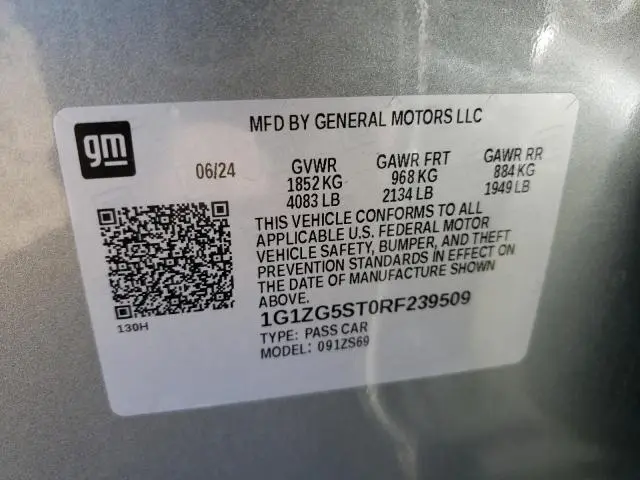 gm
MFD BY GENERAL MOTORS LLC
06/24
GVWR
1852 KG
4083 LB
GAWR FRT
968 KG
2134 LB
GAWR RR
884 KG
1949 LB
THIS VEHICLE CONFORMS TO ALL
APPLICABLE U.S. FEDERAL MOTOR
VEHICLE SAFETY, BUMPER, AND THEFT
PREVENTION STANDARDS IN EFFECT ON
THE DATE OF MANUFACTURE SHOWN
ABOVE.
1G1ZG5ST0RF239509
TYPE: PASS CAR
MODEL: 091ZS69
130H